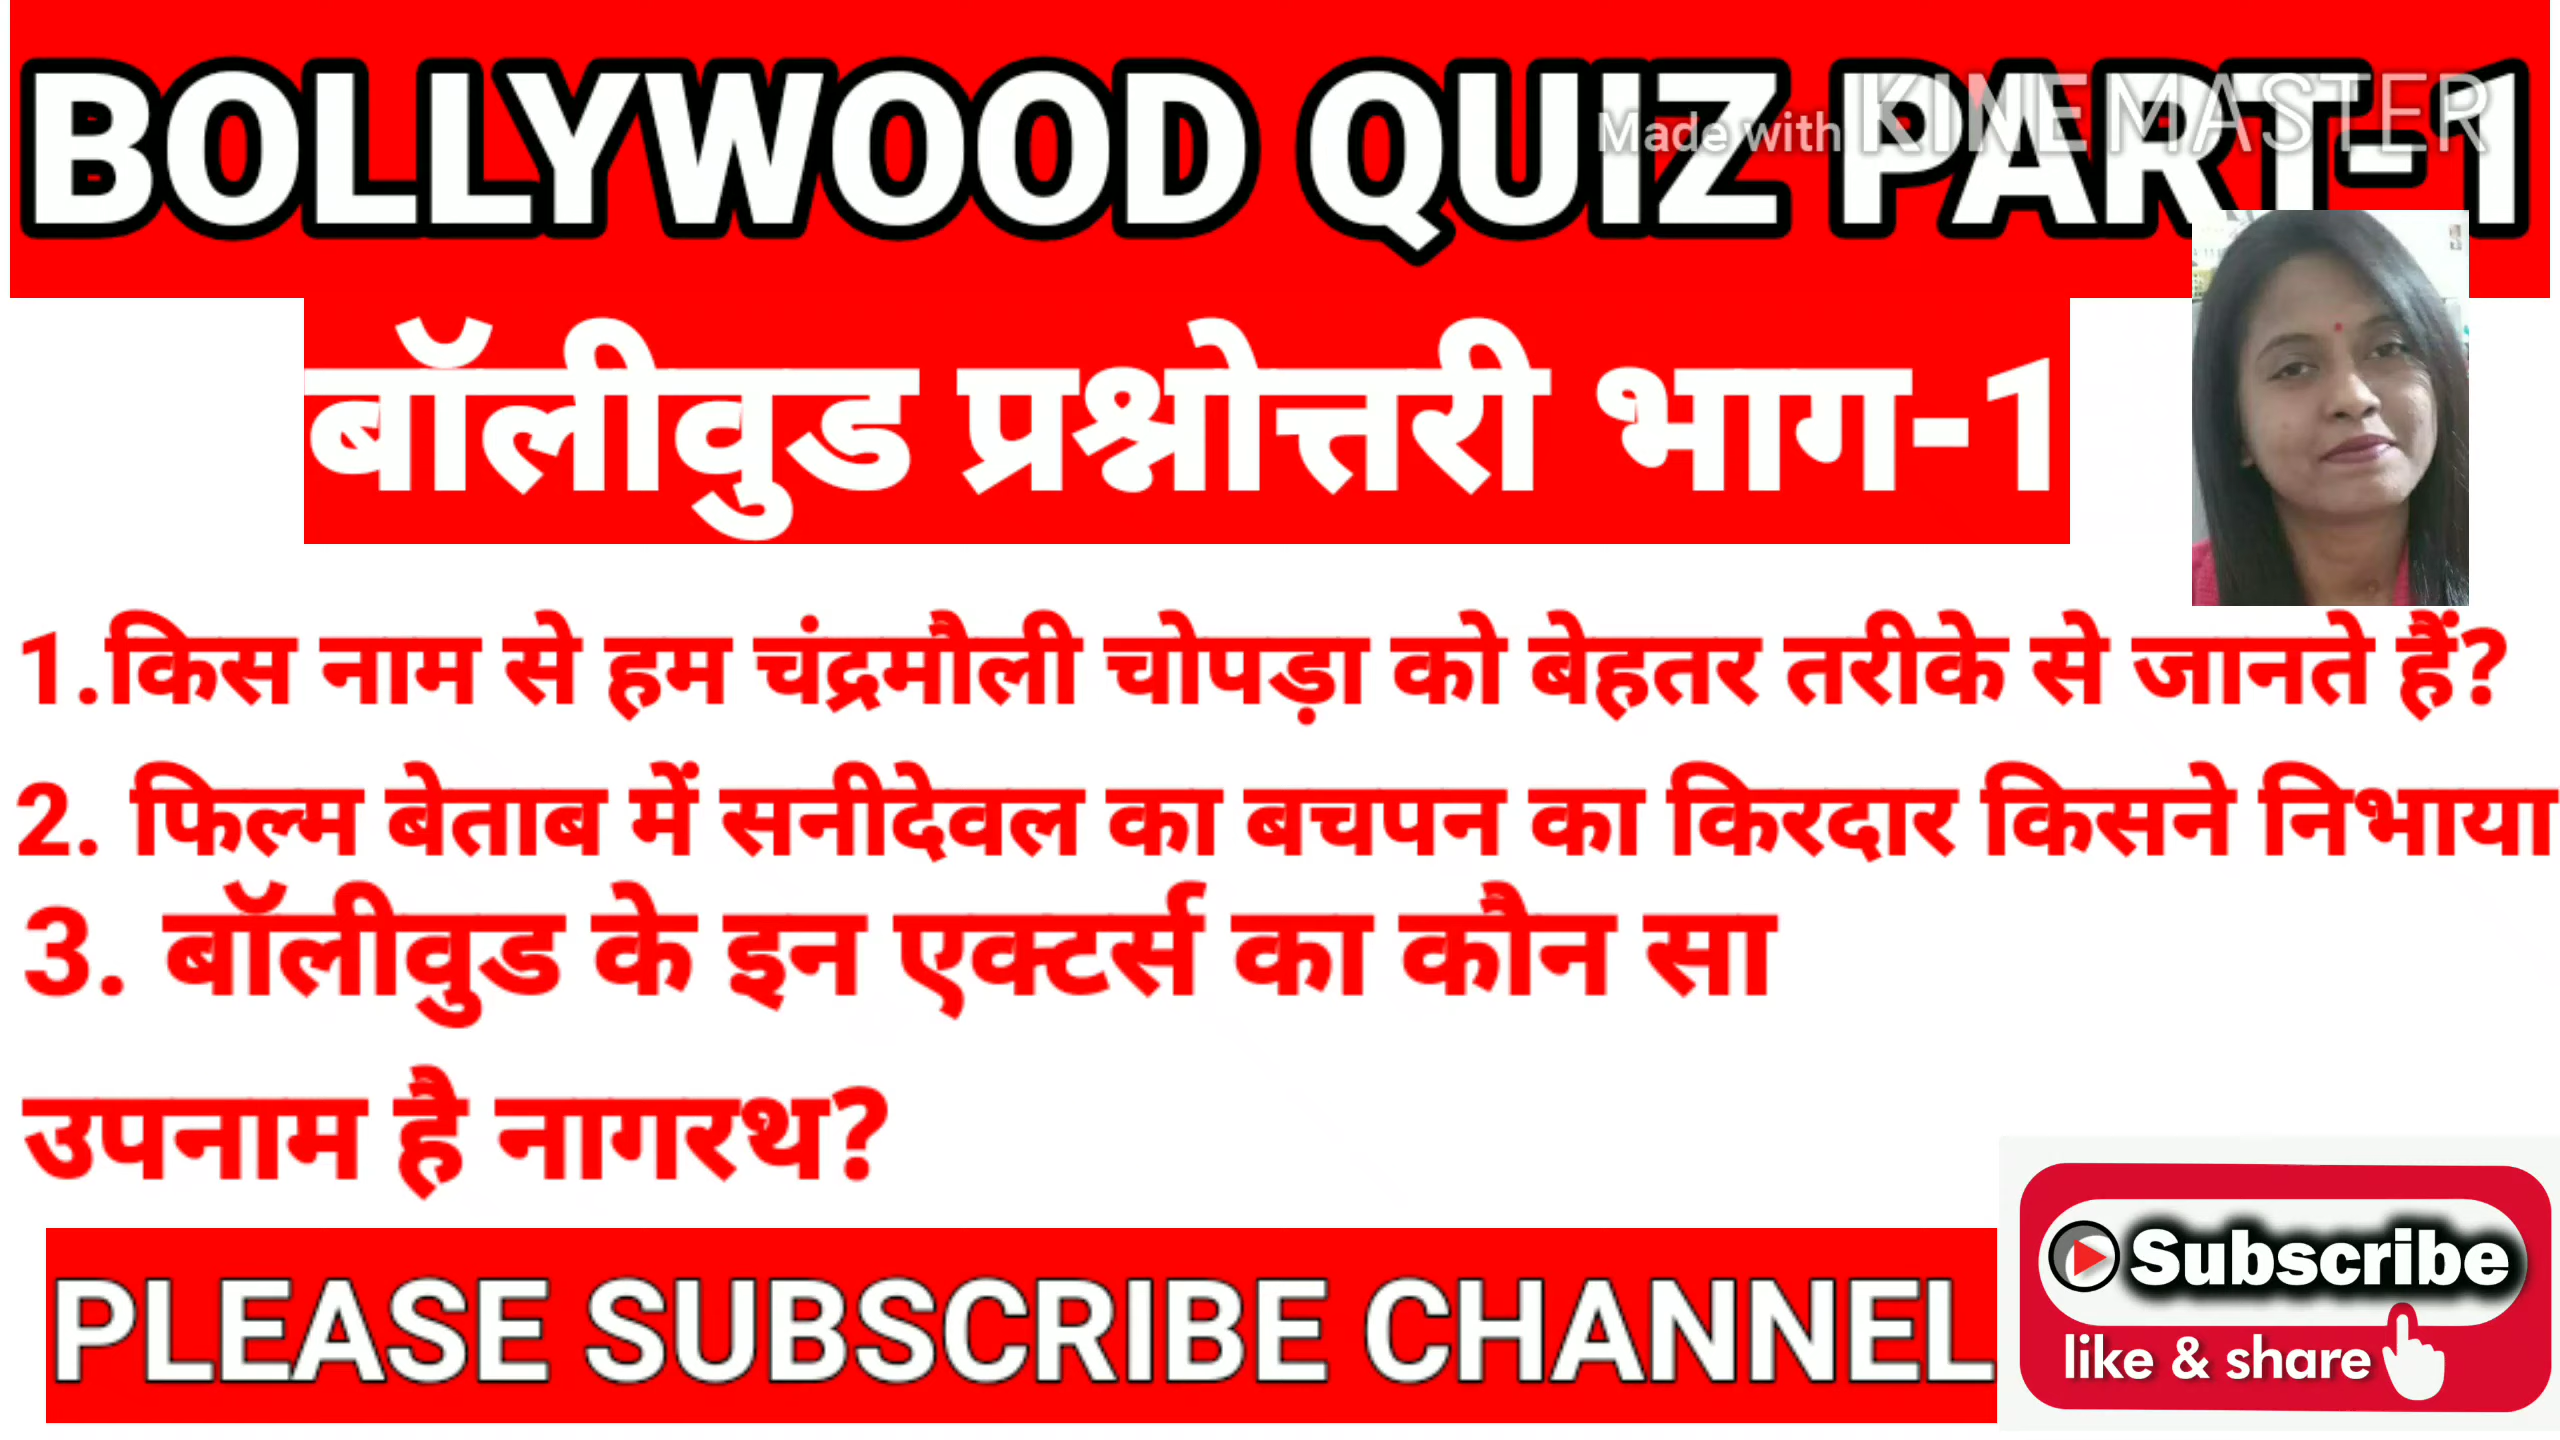 BOLLYWOOD QUIZ PART-1
Made with KINEMASTER
बॉलीवुड प्रश्नोत्तरी भाग-1
1.किस नाम से हम चंद्रमौली चोपड़ा को बेहतर तरीके से जानते हैं?
2. फिल्म बेताब में सनीदेवल का बचपन का किरदार किसने निभाया
3. बॉलीवुड के इन एक्टर्स का कौन सा
उपनाम है नागरथ?
PLEASE SUBSCRIBE CHANNEL
Subscribe
like & share